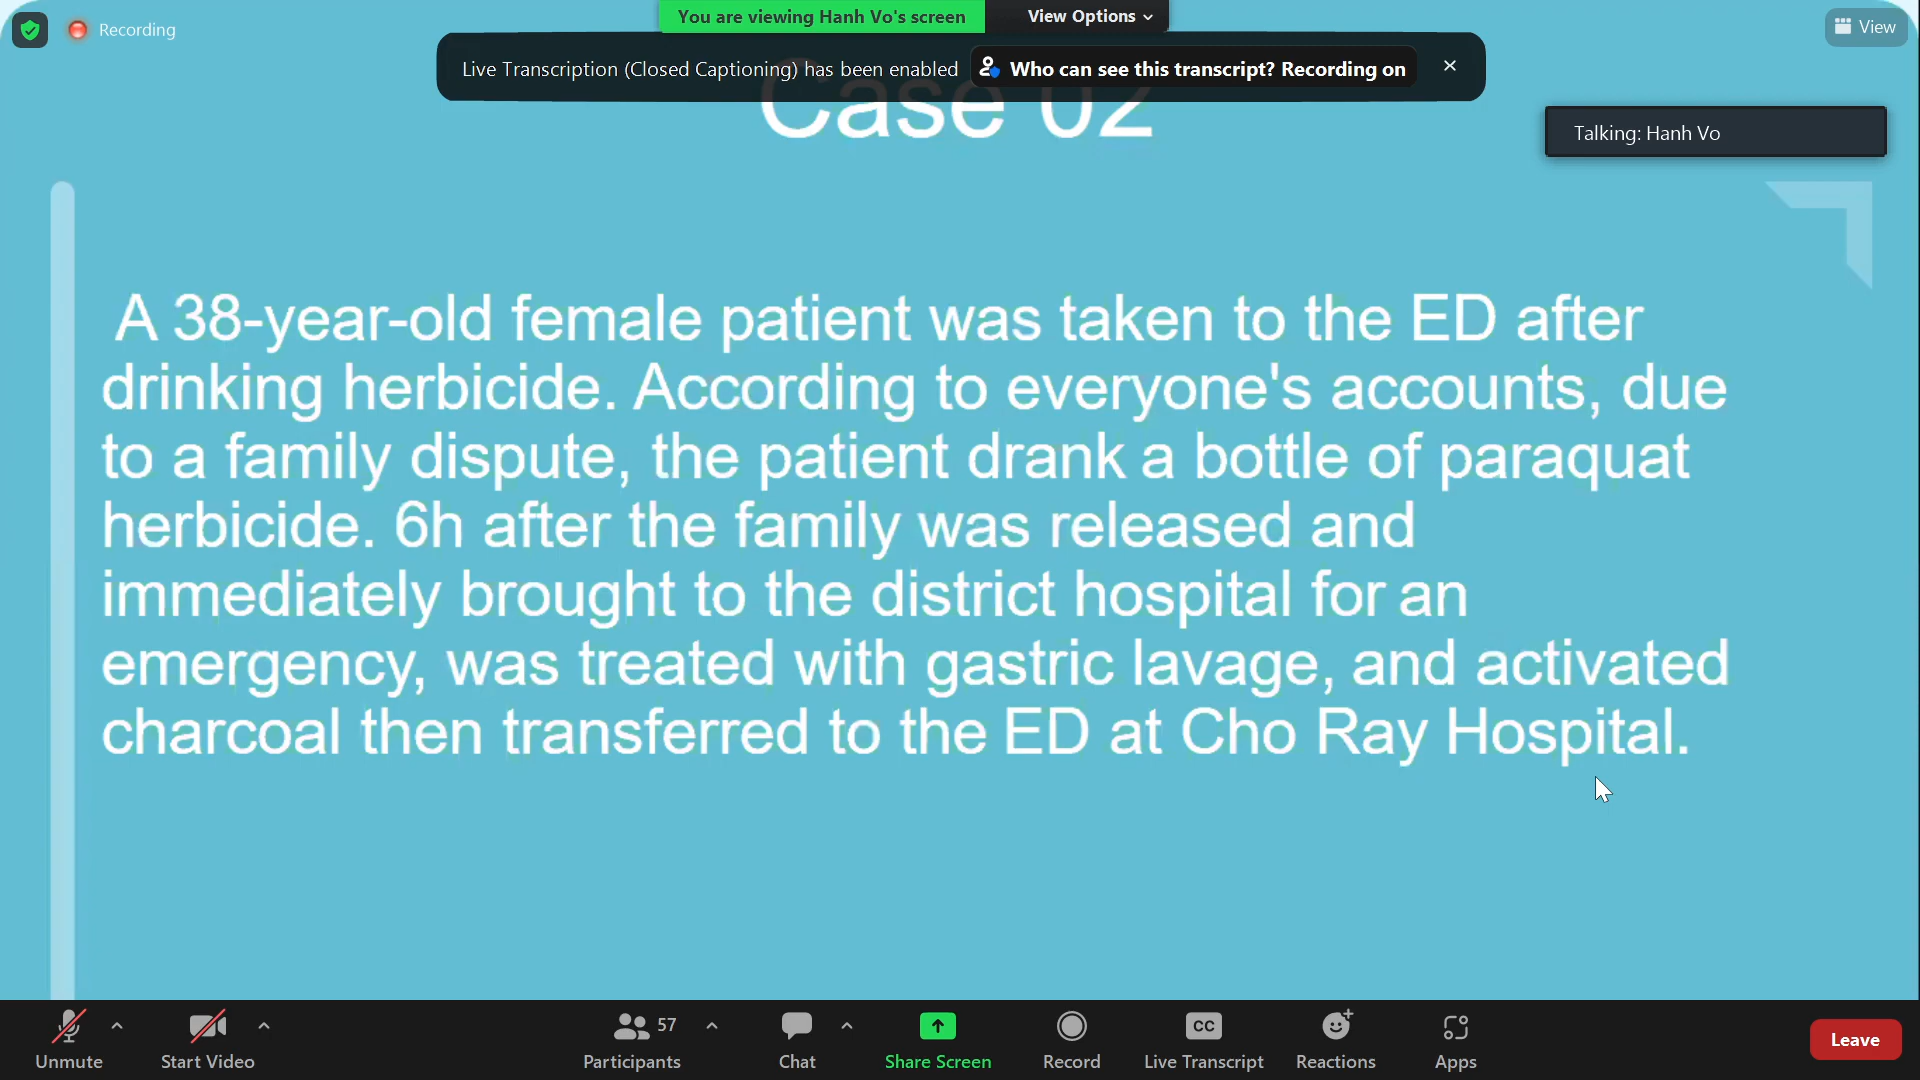 Recording
You are viewing Hanh Vo's screen
View Options
View
Live Transcription (Closed Captioning) has been enabled
Who can see this transcript? Recording on
Case 02
Talking: Hanh Vo
A 38-year-old female patient was taken to the ED after
drinking herbicide. According to everyone's accounts, due
to a family dispute, the patient drank a bottle of paraquat
herbicide. 6h after the family was released and
immediately brought to the district hospital for an
emergency, was treated with gastric lavage, and activated
charcoal then transferred to the ED at Cho Ray Hospital.
Unmute
Start Video
57
Participants
Chat
Share Screen
Record
CC
Live Transcript
Reactions
Apps
Leave